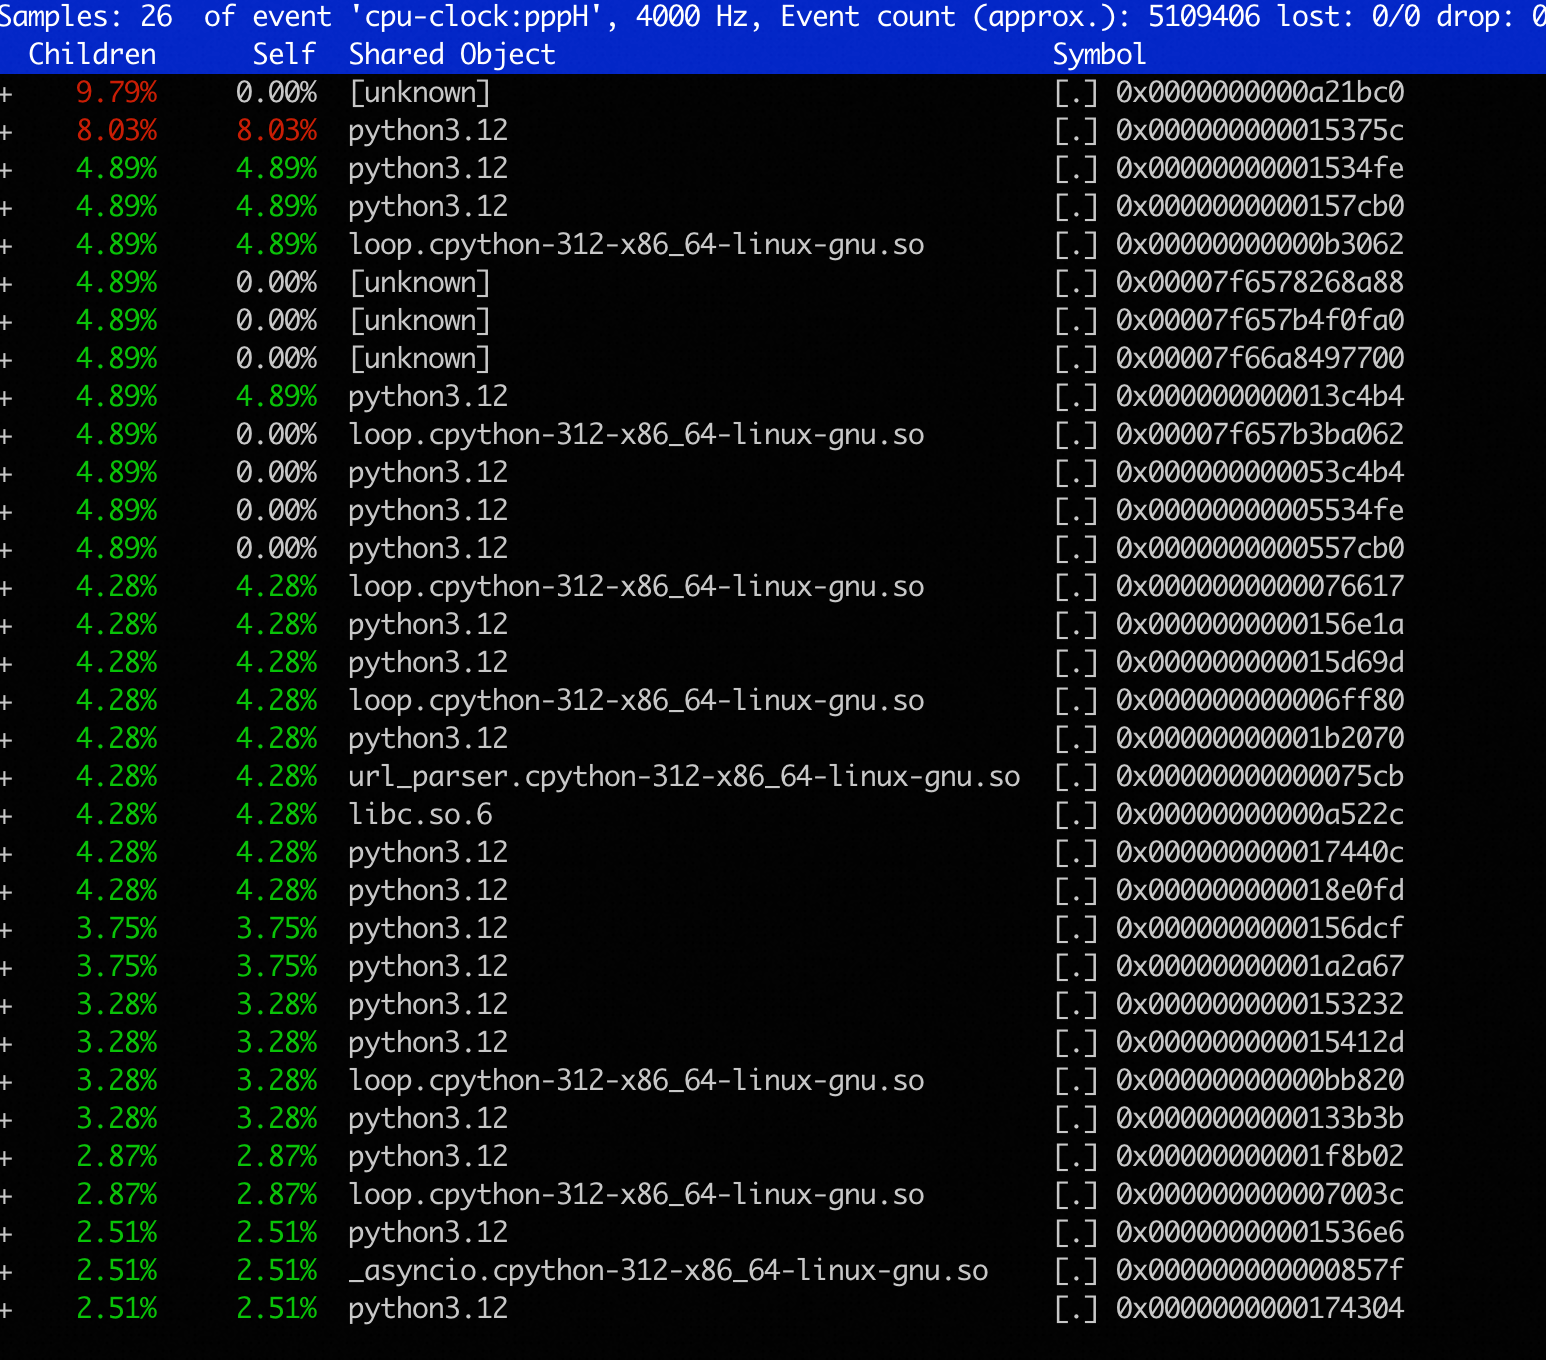 Samples: 26  of event 'cpu-clock:pppH', 4000 Hz, Event count (approx.): 5109406 lost: 0/0 drop: 0
Children Self Shared Object Symbol
+ 9.79% 0.00% [unknown] [.] 0x0000000000a21bc0
+ 8.03% 8.03% python3.12 [.] 0x000000000015375c
+ 4.89% 4.89% python3.12 [.] 0x00000000001534fe
+ 4.89% 4.89% python3.12 [.] 0x0000000000157cb0
+ 4.89% 4.89% loop.cpython-312-x86_64-linux-gnu.so [.] 0x00000000000b3062
+ 4.89% 0.00% [unknown] [.] 0x00007f6578268a88
+ 4.89% 0.00% [unknown] [.] 0x00007f657b4f0fa0
+ 4.89% 0.00% [unknown] [.] 0x00007f66a8497700
+ 4.89% 4.89% python3.12 [.] 0x000000000013c4b4
+ 4.89% 0.00% loop.cpython-312-x86_64-linux-gnu.so [.] 0x00007f657b3ba062
+ 4.89% 0.00% python3.12 [.] 0x000000000053c4b4
+ 4.89% 0.00% python3.12 [.] 0x00000000005534fe
+ 4.89% 0.00% python3.12 [.] 0x0000000000557cb0
+ 4.28% 4.28% loop.cpython-312-x86_64-linux-gnu.so [.] 0x0000000000076617
+ 4.28% 4.28% python3.12 [.] 0x0000000000156e1a
+ 4.28% 4.28% python3.12 [.] 0x000000000015d69d
+ 4.28% 4.28% loop.cpython-312-x86_64-linux-gnu.so [.] 0x000000000006ff80
+ 4.28% 4.28% python3.12 [.] 0x00000000001b2070
+ 4.28% 4.28% url_parser.cpython-312-x86_64-linux-gnu.so [.] 0x00000000000075cb
+ 4.28% 4.28% libc.so.6 [.] 0x00000000000a522c
+ 4.28% 4.28% python3.12 [.] 0x000000000017440c
+ 4.28% 4.28% python3.12 [.] 0x000000000018e0fd
+ 3.75% 3.75% python3.12 [.] 0x0000000000156dcf
+ 3.75% 3.75% python3.12 [.] 0x00000000001a2a67
+ 3.28% 3.28% python3.12 [.] 0x0000000000153232
+ 3.28% 3.28% python3.12 [.] 0x000000000015412d
+ 3.28% 3.28% loop.cpython-312-x86_64-linux-gnu.so [.] 0x00000000000bb820
+ 3.28% 3.28% python3.12 [.] 0x0000000000133b3b
+ 2.87% 2.87% python3.12 [.] 0x00000000001f8b02
+ 2.87% 2.87% loop.cpython-312-x86_64-linux-gnu.so [.] 0x000000000007003c
+ 2.51% 2.51% python3.12 [.] 0x00000000001536e6
+ 2.51% 2.51% _asyncio.cpython-312-x86_64-linux-gnu.so [.] 0x000000000000857f
+ 2.51% 2.51% python3.12 [.] 0x0000000000174304